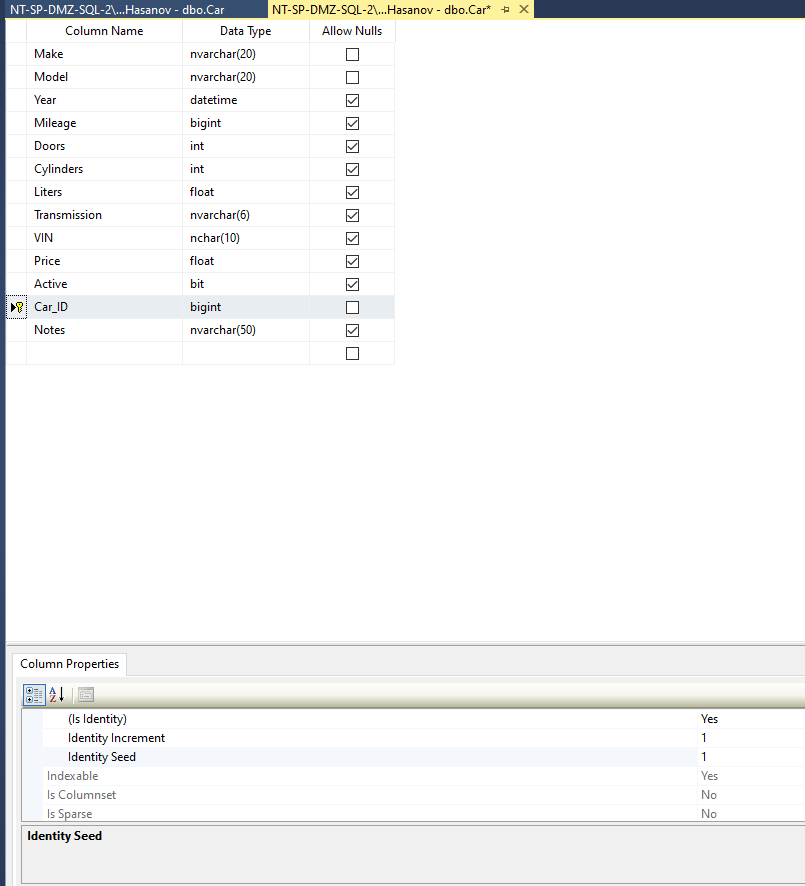 NT-SP-DMZ-SQL-2\...Hasanov - dbo.Car NT-SP-DMZ-SQL-2\...Hasanov - dbo.Car*
Column Name Data Type Allow Nulls
Make nvarchar(20)
Model nvarchar(20)
Year datetime
Mileage bigint
Doors int
Cylinders int
Liters float
Transmission nvarchar(6)
VIN nchar(10)
Price float
Active bit
Car_ID bigint
Notes nvarchar(50)
Column Properties
(Is Identity) Yes
Identity Increment 1
Identity Seed 1
Indexable Yes
Is Columnset No
Is Sparse No
Identity Seed